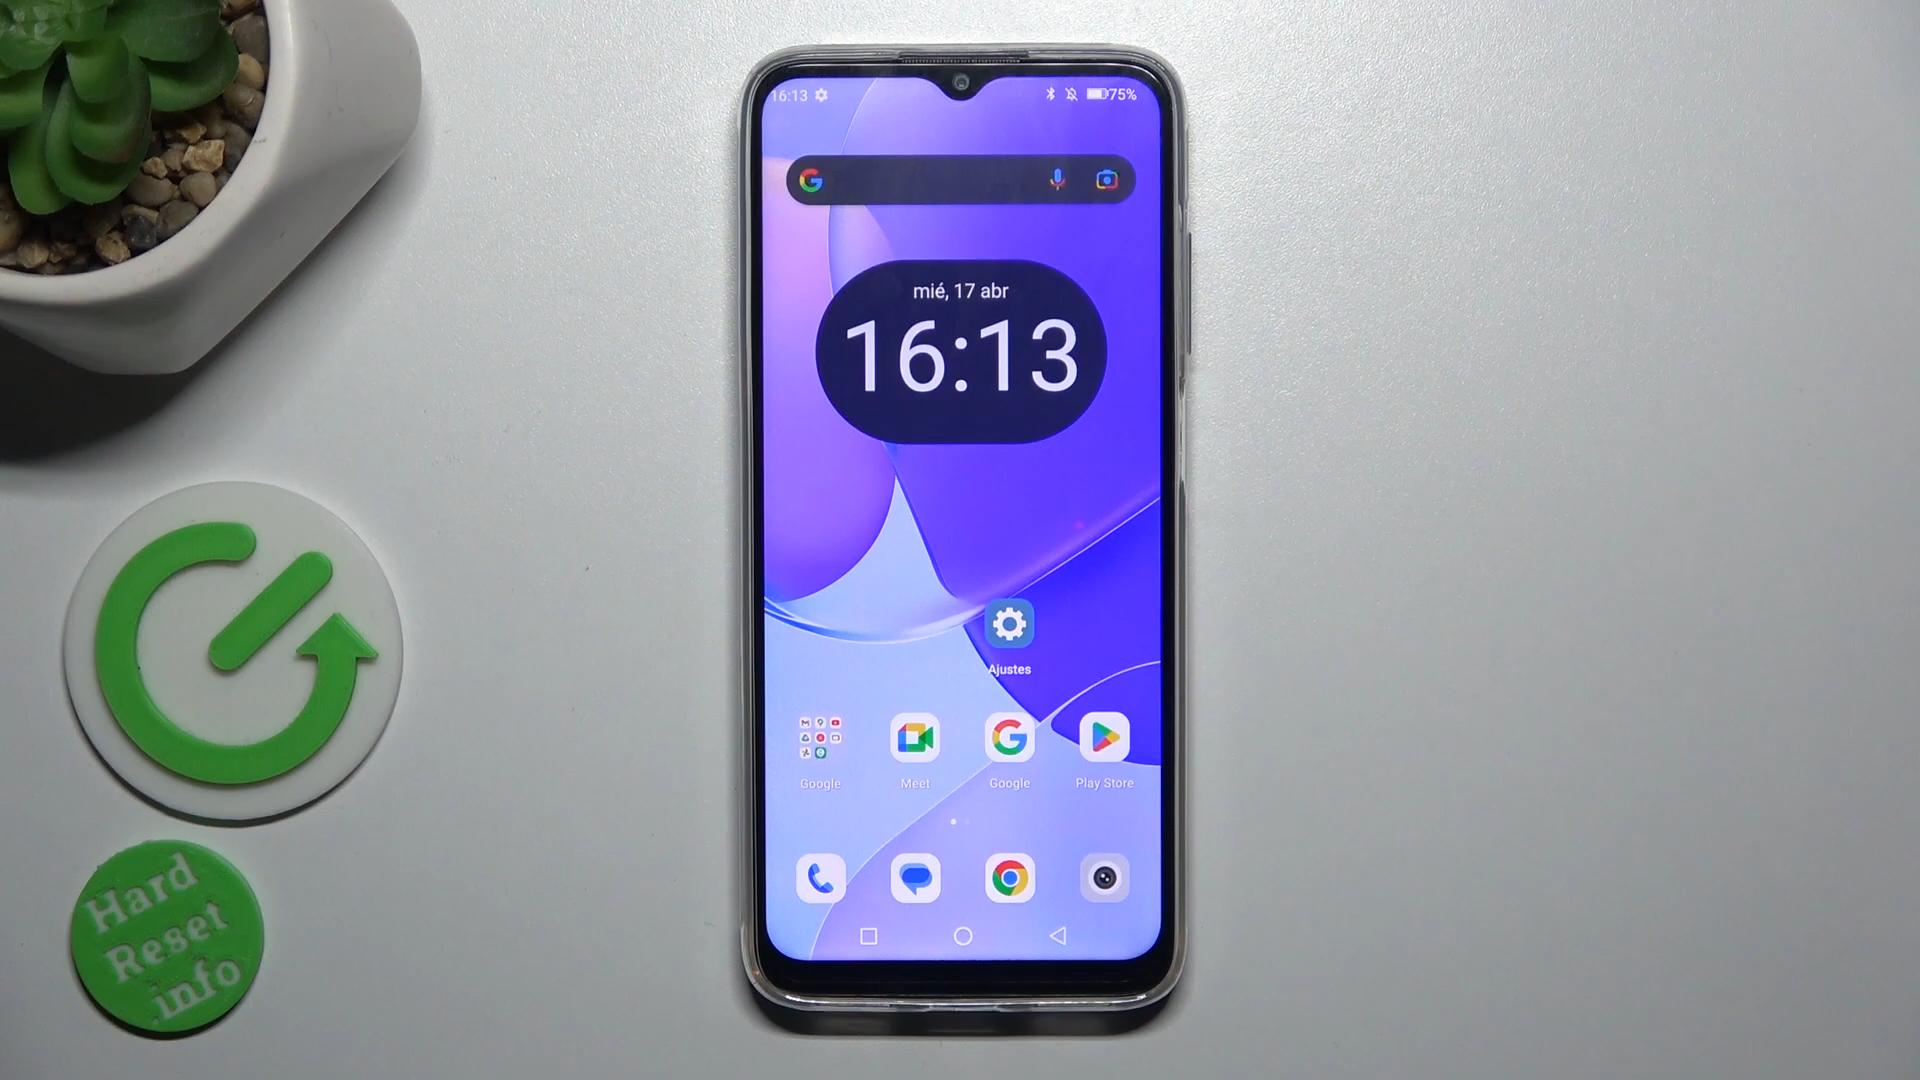 16:13
75%
mié, 17 abr
16:13
Ajustes
Google
Meet
Google
Play Store
Hard
Reset
.info